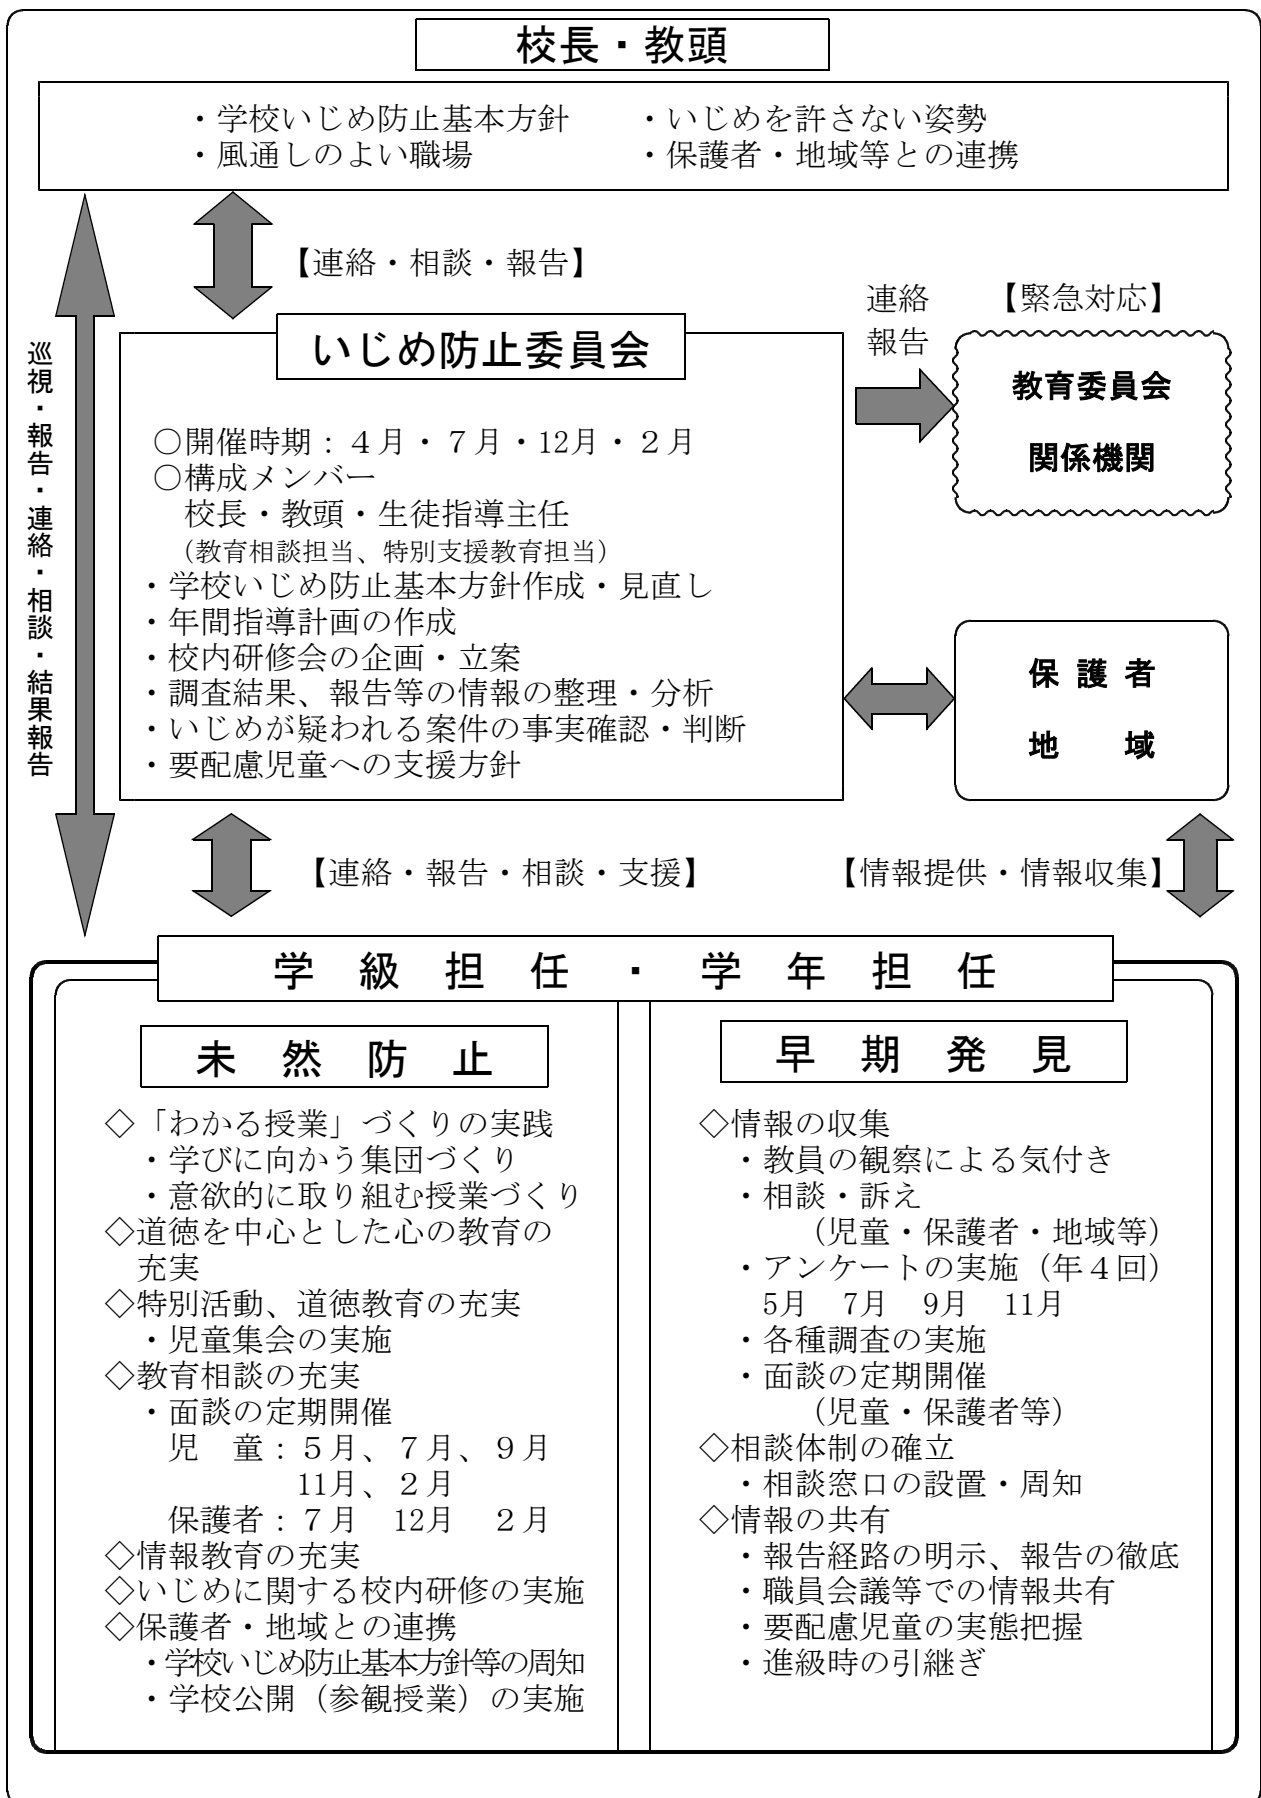 校長・教頭
・学校いじめ防止基本方針　・いじめを許さない姿勢
・風通しのよい職場　・保護者・地域等との連携
【連絡・相談・報告】
巡視・報告・連絡・相談・結果報告
いじめ防止委員会
○開催時期：４月・７月・12月・２月
○構成メンバー
校長・教頭・生徒指導主任
（教育相談担当、特別支援教育担当）
・学校いじめ防止基本方針作成・見直し
・年間指導計画の作成
・校内研修会の企画・立案
・調査結果、報告等の情報の整理・分析
・いじめが疑われる案件の事実確認・判断
・要配慮児童への支援方針
連絡
報告
【緊急対応】
教育委員会
関係機関
保護者
地　域
【連絡・報告・相談・支援】
【情報提供・情報収集】
学級担任・学年担任
未然防止
◇「わかる授業」づくりの実践
・学びに向かう集団づくり
・意欲的に取り組む授業づくり
◇道徳を中心とした心の教育の
充実
◇特別活動、道徳教育の充実
・児童集会の実施
◇教育相談の充実
・面談の定期開催
児　童：５月、７月、９月
11月、２月
保護者：７月　12月　２月
◇情報教育の充実
◇いじめに関する校内研修の実施
◇保護者・地域との連携
・学校いじめ防止基本方針等の周知
・学校公開（参観授業）の実施
早期発見
◇情報の収集
・教員の観察による気付き
・相談・訴え
（児童・保護者・地域等）
・アンケートの実施（年４回）
5月　7月　9月　11月
・各種調査の実施
・面談の定期開催
（児童・保護者等）
◇相談体制の確立
・相談窓口の設置・周知
◇情報の共有
・報告経路の明示、報告の徹底
・職員会議等での情報共有
・要配慮児童の実態把握
・進級時の引継ぎ